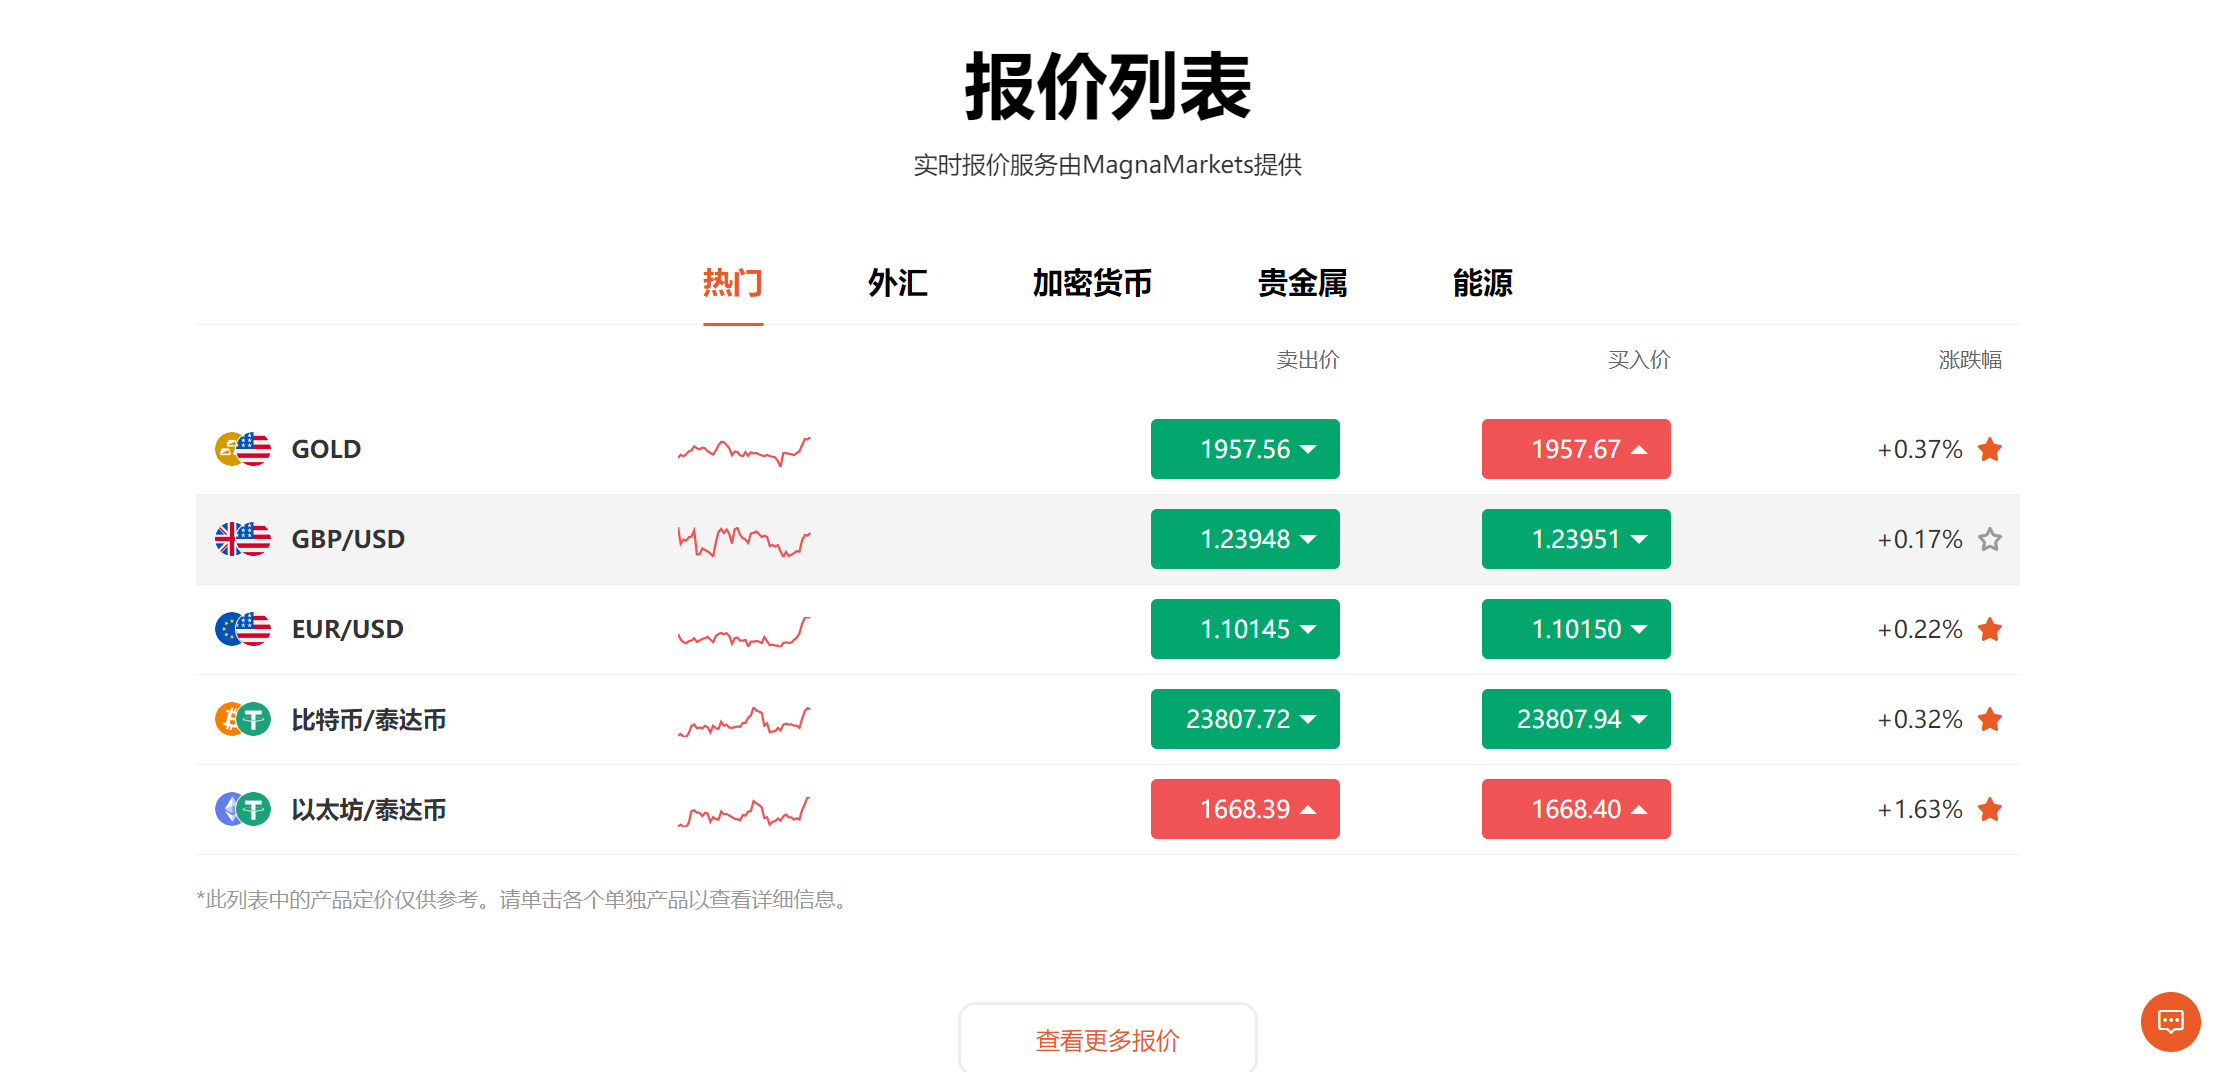 报价列表
实时报价服务由MagnaMarkets提供
热门 外汇 加密货币 贵金属 能源
卖出价 买入价 涨跌幅
GOLD 1957.56 1957.67 +0.37%
GBP/USD 1.23948 1.23951 +0.17%
EUR/USD 1.10145 1.10150 +0.22%
比特币/泰达币 23807.72 23807.94 +0.32%
以太坊/泰达币 1668.39 1668.40 +1.63%
*此列表中的产品定价仅供参考。请单击各个单独产品以查看详细信息。
查看更多报价